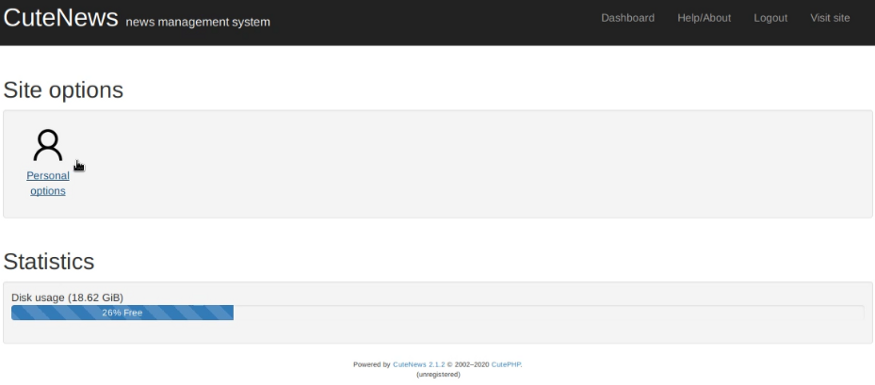 CuteNews news management system Dashboard Help/About Logout Visit site
Site options
Personal
options
Statistics
Disk usage (18.62 GiB)
26% Free
Powered by CuteNews 2.1.2 © 2002–2020 CutePHP.
(unregistered)